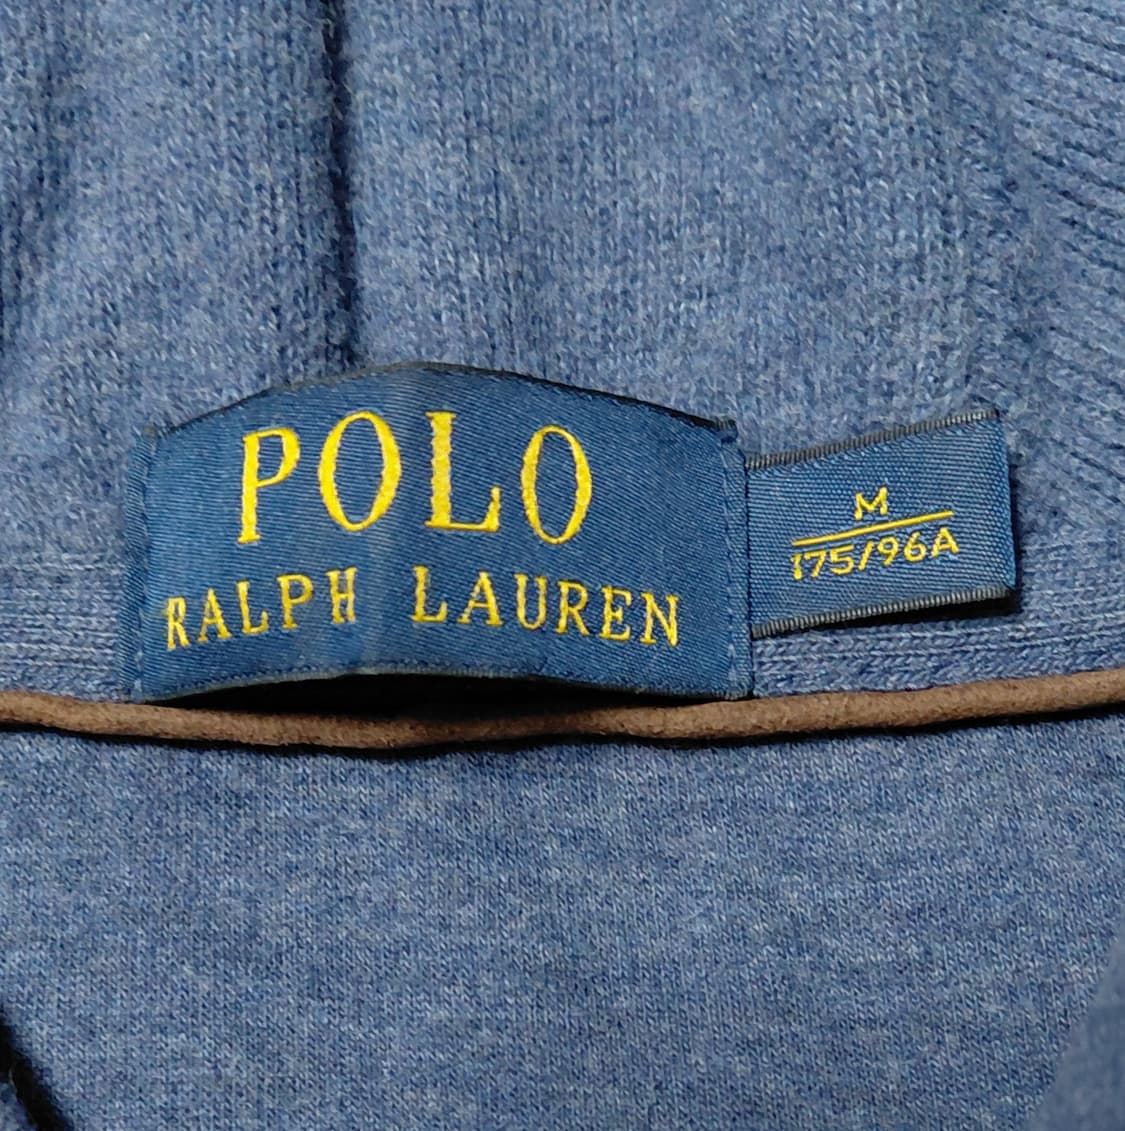 POLO
RALPH LAUREN
M
175/96A